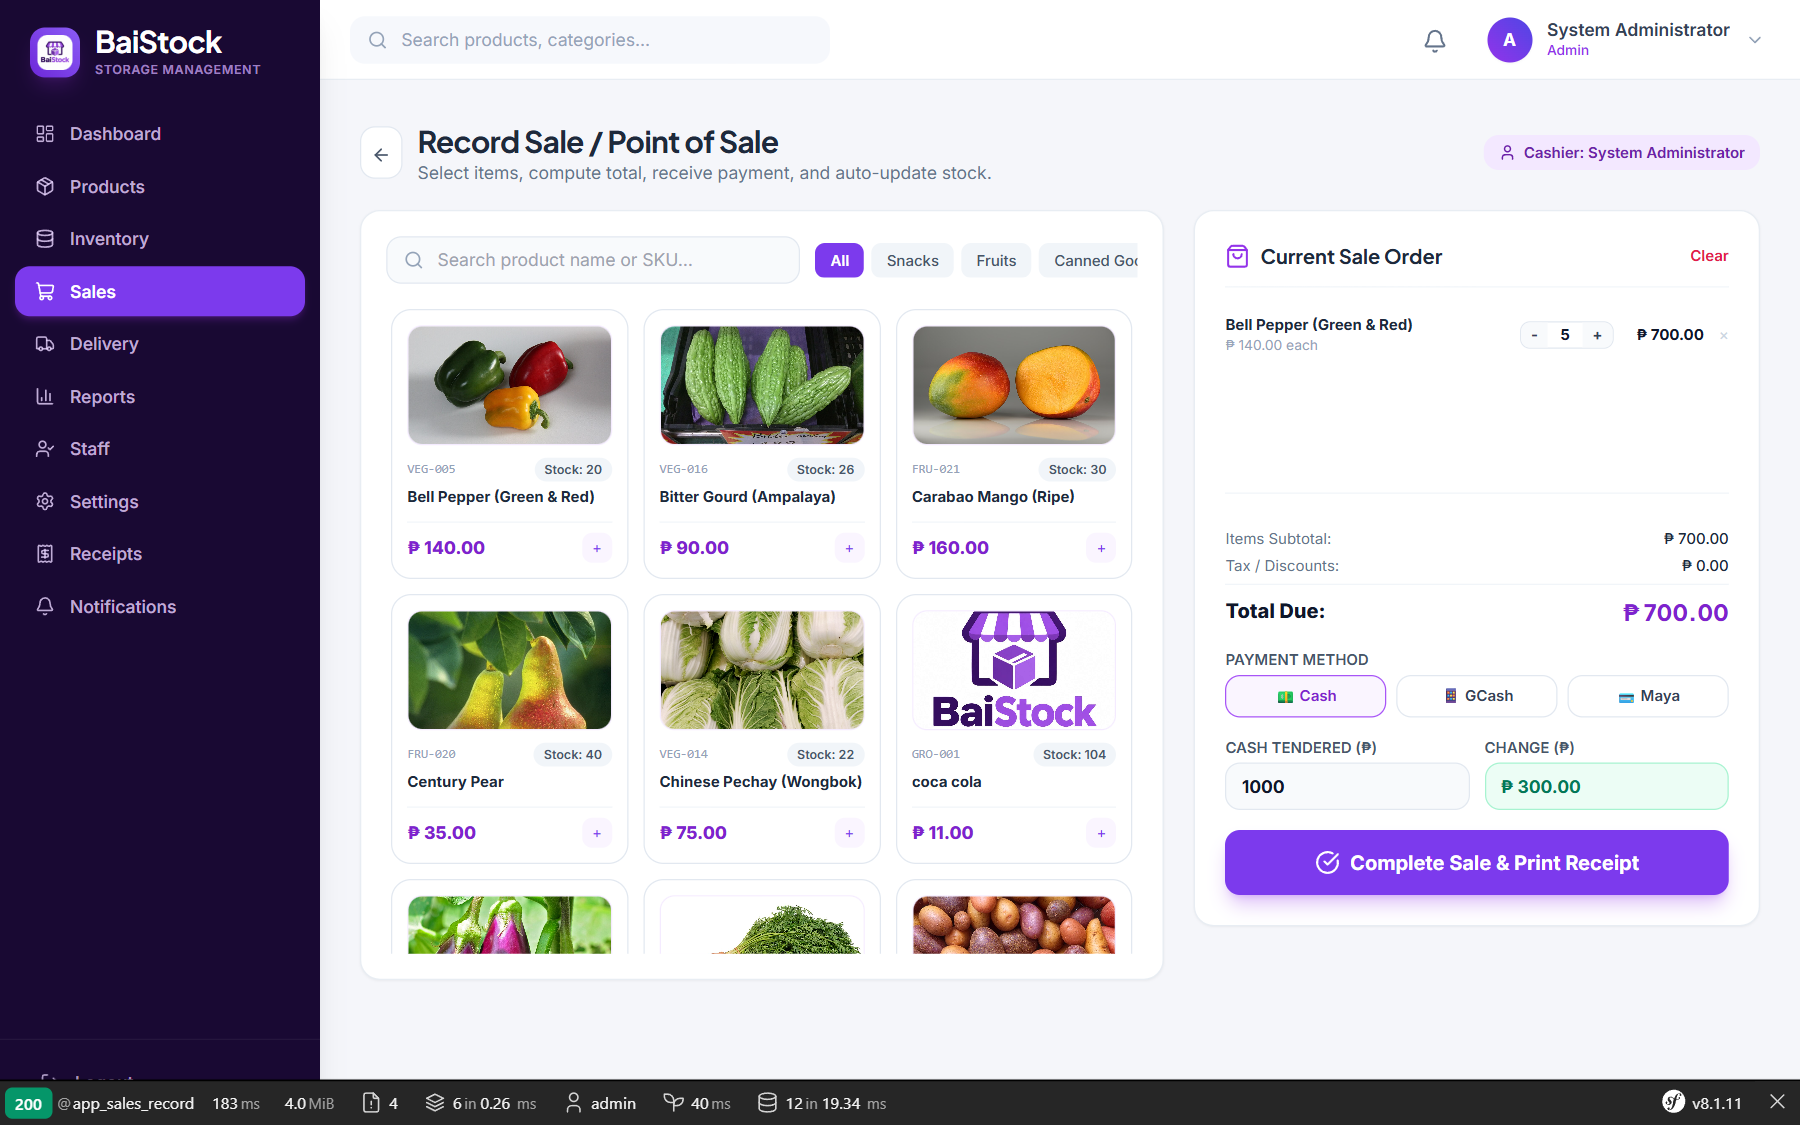 BaiStock
STORAGE MANAGEMENT
Dashboard
Products
Inventory
Sales
Delivery
Reports
Staff
Settings
Receipts
Notifications
Search products, categories...
A
System Administrator
Admin
Record Sale / Point of Sale
Select items, compute total, receive payment, and auto-update stock.
Cashier: System Administrator
Search product name or SKU...
All
Snacks
Fruits
Canned Goo
VEG-005
Stock: 20
Bell Pepper (Green & Red)
₱ 140.00
+
VEG-016
Stock: 26
Bitter Gourd (Ampalaya)
₱ 90.00
+
FRU-021
Stock: 30
Carabao Mango (Ripe)
₱ 160.00
+
FRU-020
Stock: 40
Century Pear
₱ 35.00
+
VEG-014
Stock: 22
Chinese Pechay (Wongbok)
₱ 75.00
+
BaiStock
GRO-001
Stock: 104
coca cola
₱ 11.00
+
Current Sale Order
Clear
Bell Pepper (Green & Red)
₱ 140.00 each
- 5 +
₱ 700.00
×
Items Subtotal:
₱ 700.00
Tax / Discounts:
₱ 0.00
Total Due:
₱ 700.00
PAYMENT METHOD
Cash
GCash
Maya
CASH TENDERED (₱)
CHANGE (₱)
1000
₱ 300.00
Complete Sale & Print Receipt
200 @app_sales_record 183 ms 4.0 MiB 4 6 in 0.26 ms admin 40 ms 12 in 19.34 ms sf v8.1.11